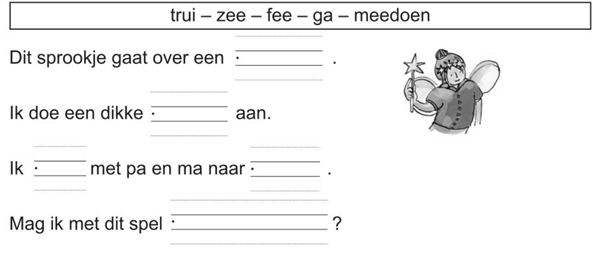 trui – zee – fee – ga – meedoen
Dit sprookje gaat over een .
Ik doe een dikke aan.
Ik met pa en ma naar .
Mag ik met dit spel ?